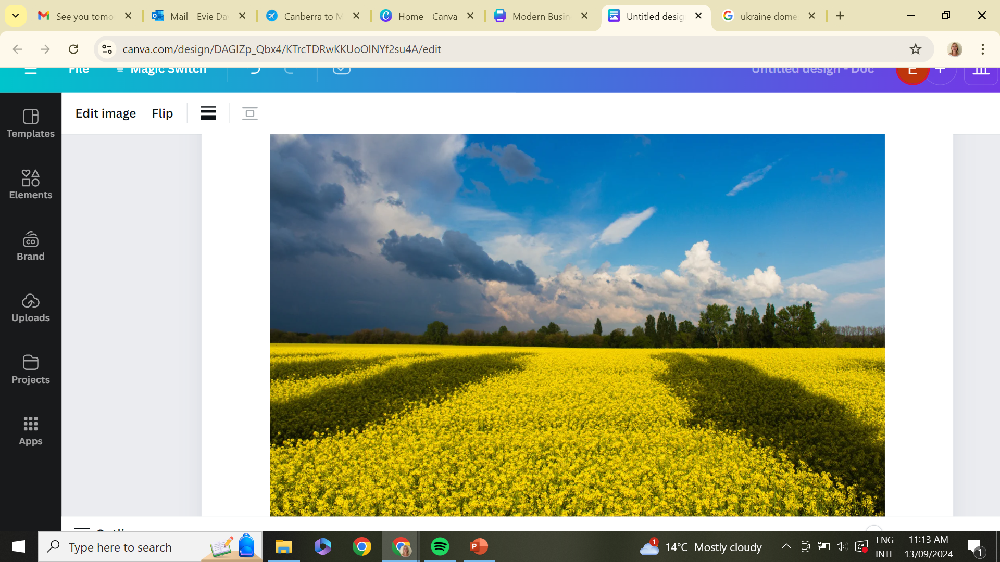 See you tomo
Mail - Evie Da
Canberra to M
Home - Canva
Modern Busin
Untitled desig
ukraine dome
canva.com/design/DAGIZp_Qbx4/KTrcTDRwKKUoOlNYf2su4A/edit
File
Magic Switch
Untitled design - Doc
E
Edit image
Flip
Templates
Elements
Brand
Uploads
Projects
Apps
Type here to search
1
14°C Mostly cloudy
ENG
INTL
11:13 AM
13/09/2024
1